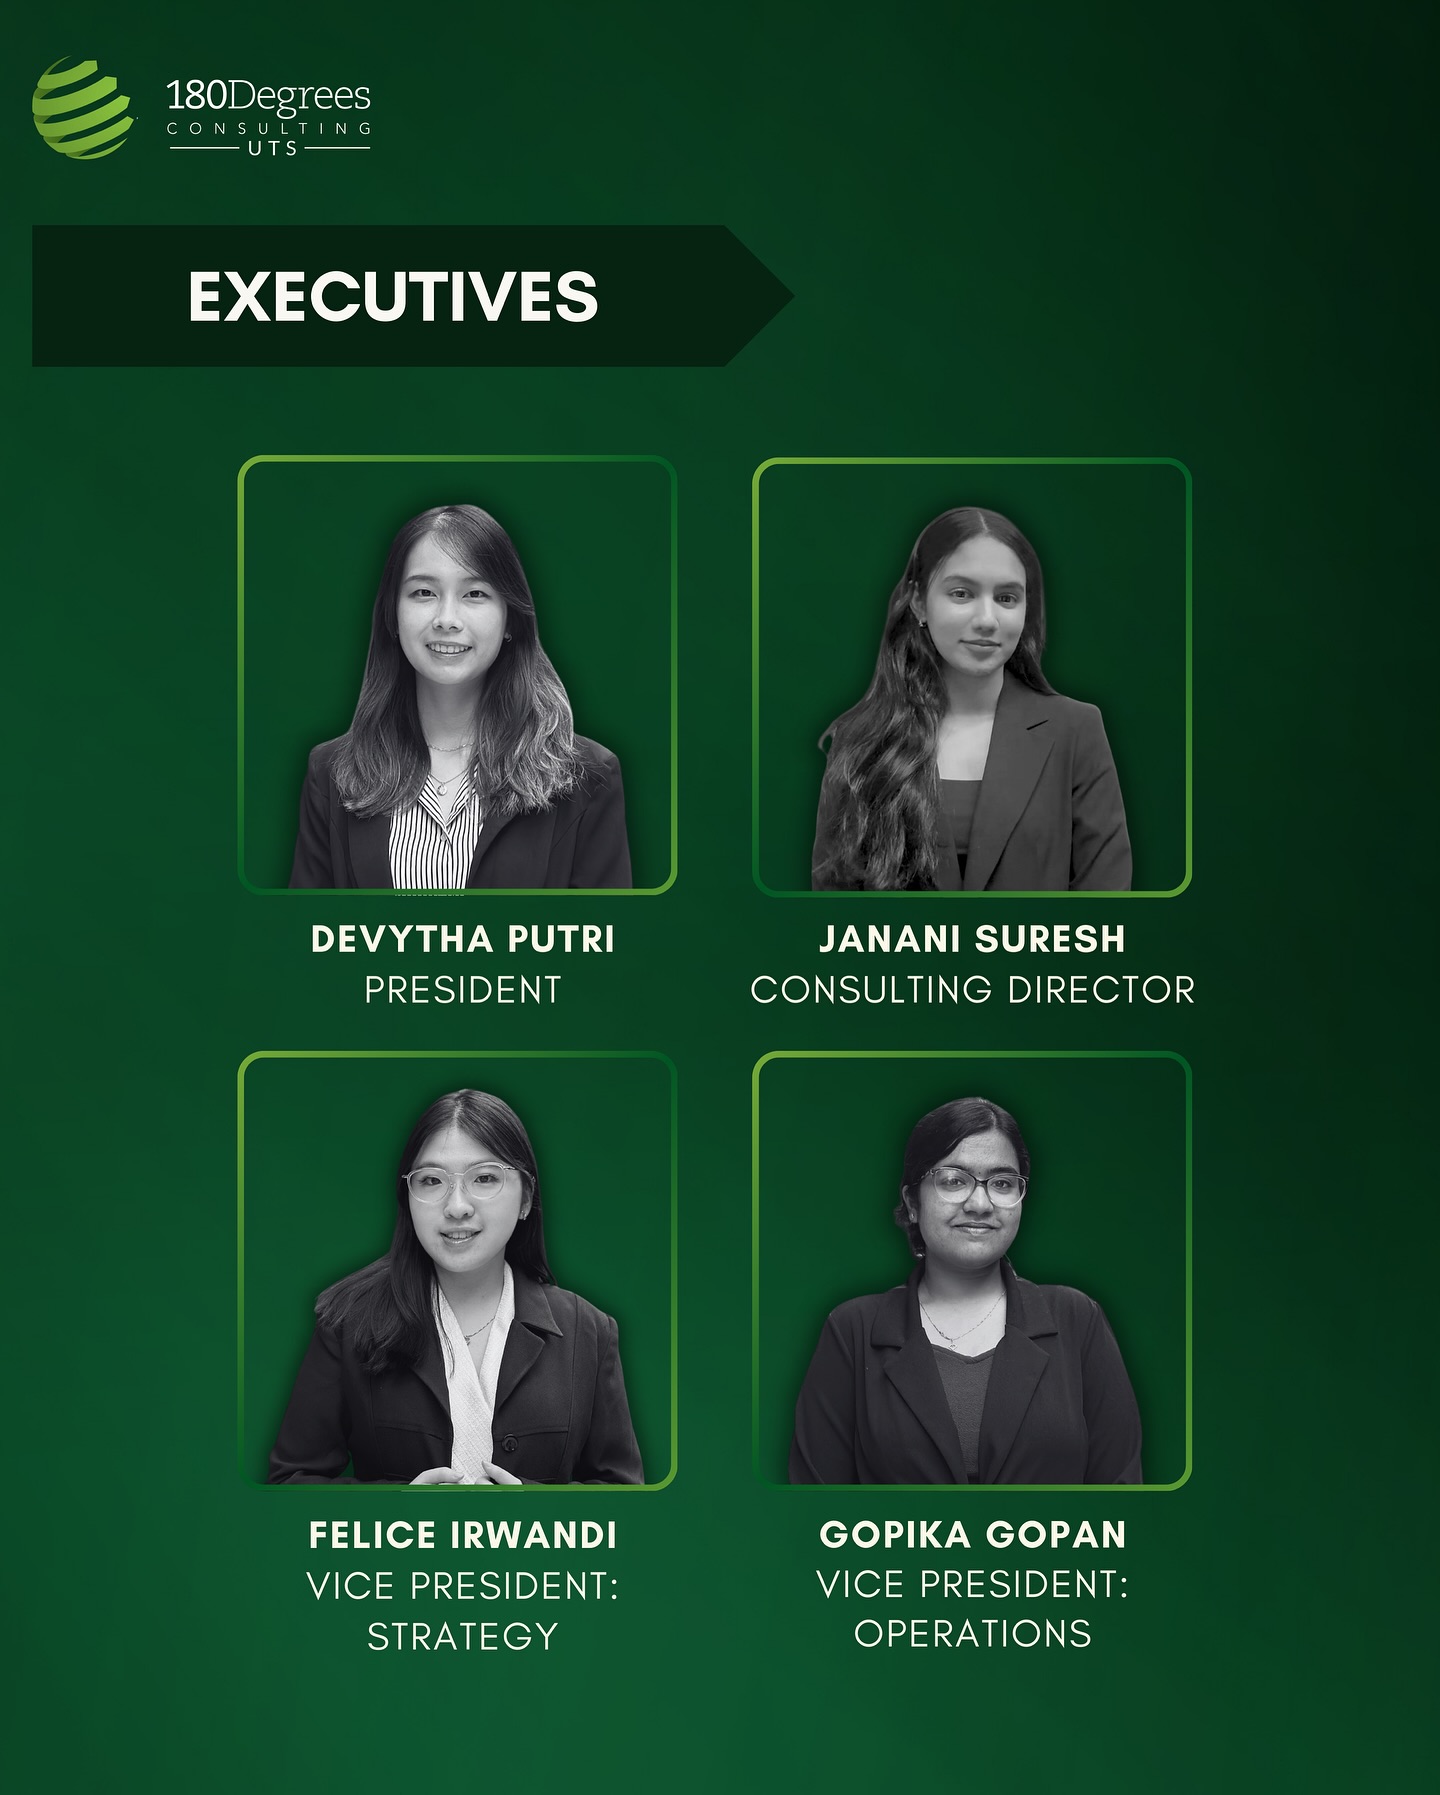 180Degrees
CONSULTING
UTS
EXECUTIVES
DEVYTHA PUTRI
PRESIDENT
JANANI SURESH
CONSULTING DIRECTOR
FELICE IRWANDI
VICE PRESIDENT:
STRATEGY
GOPIKA GOPAN
VICE PRESIDENT:
OPERATIONS